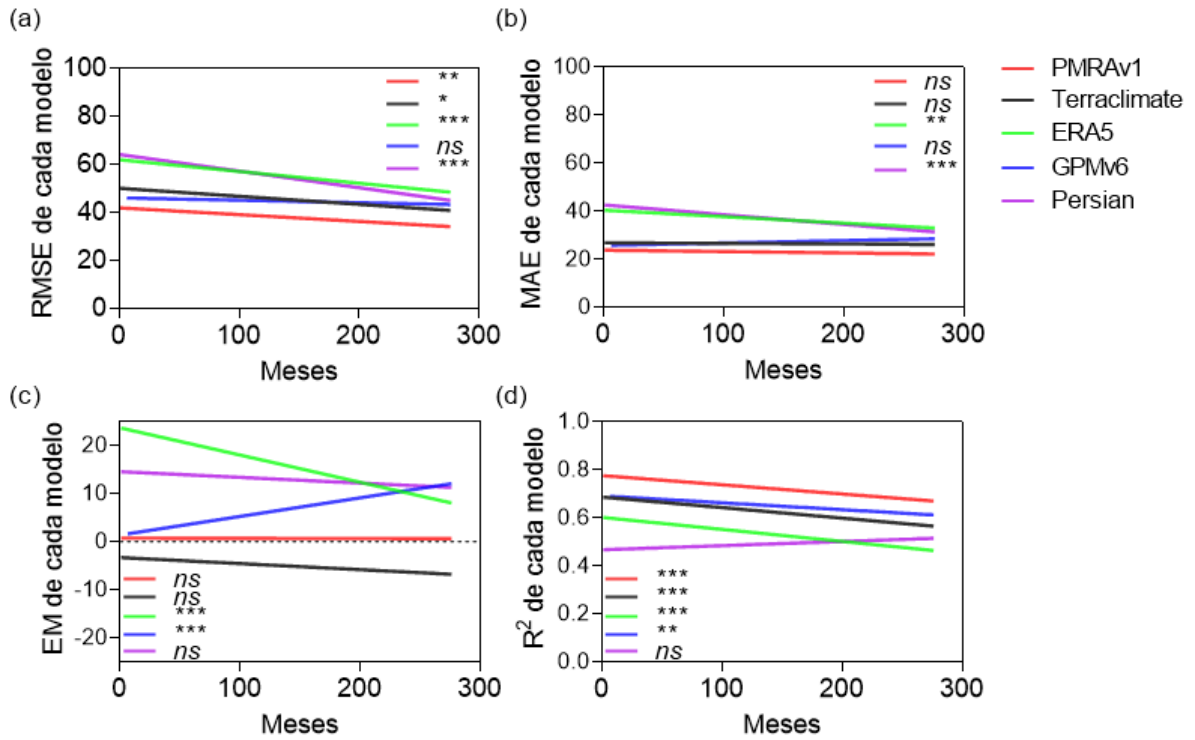 (a)
RMSE de cada modelo
100
80
60
40
20
0
**
*
***
ns
***
0 100 200 300
Meses
(b)
MAE de cada modelo
100
80
60
40
20
0
ns
ns
**
ns
***
0 100 200 300
Meses
PMRAv1
Terraclimate
ERA5
GPMv6
Persian
(c)
EM de cada modelo
20
10
0
-10
-20
ns
ns
***
***
ns
0 100 200 300
Meses
(d)
R² de cada modelo
1.0
0.8
0.6
0.4
0.2
0.0
***
***
***
**
ns
0 100 200 300
Meses